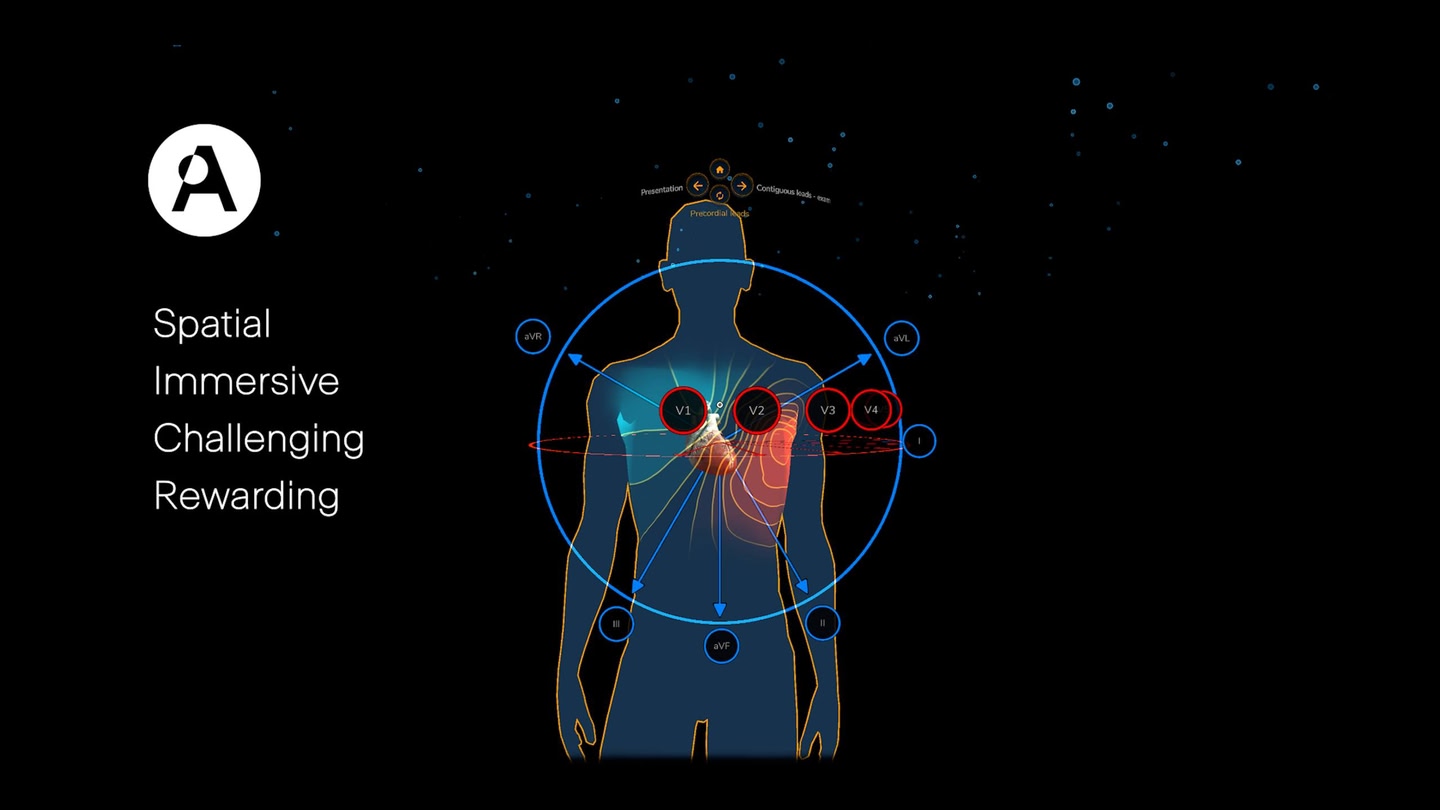 A
Spatial
Immersive
Challenging
Rewarding
Presentation
Contiguous leads - exam
Precordial leads
aVR
aVL
V1
V2
V3
V4
I
III
II
aVF